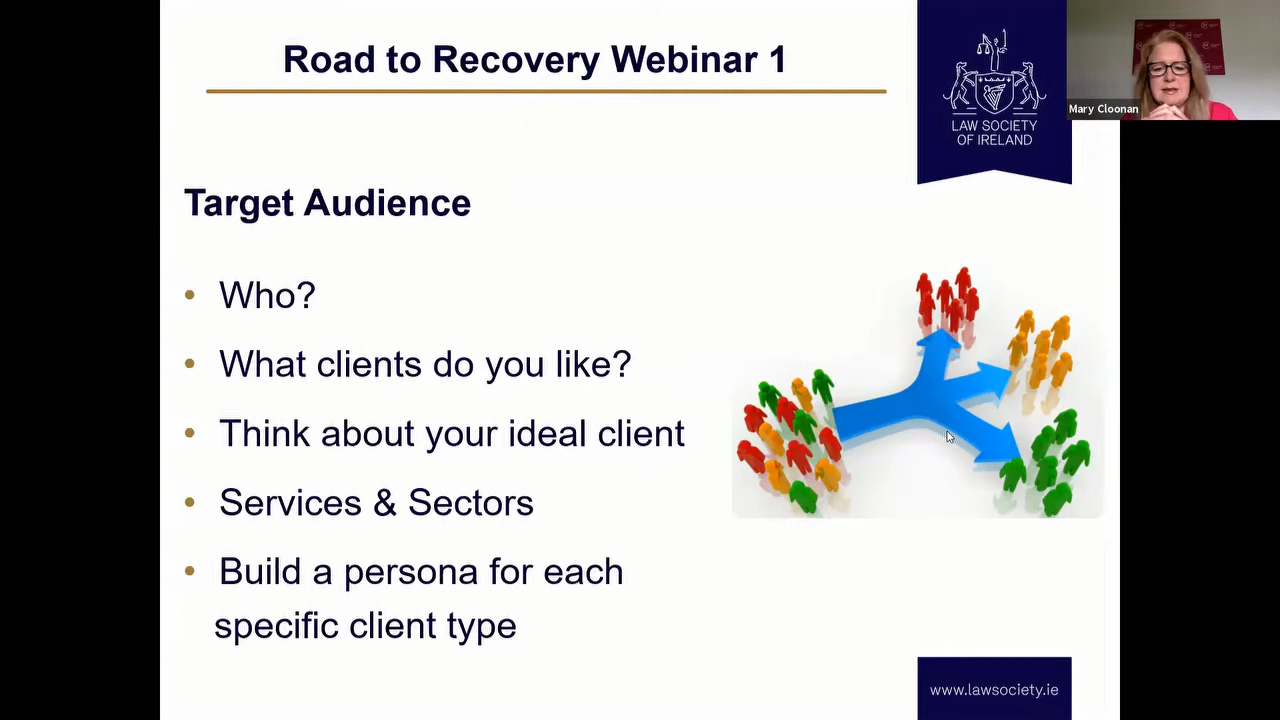 Road to Recovery Webinar 1
LAW SOCIETY
OF IRELAND
Mary Cloonan
Target Audience
• Who?
• What clients do you like?
• Think about your ideal client
• Services & Sectors
• Build a persona for each
specific client type
www.lawsociety.ie